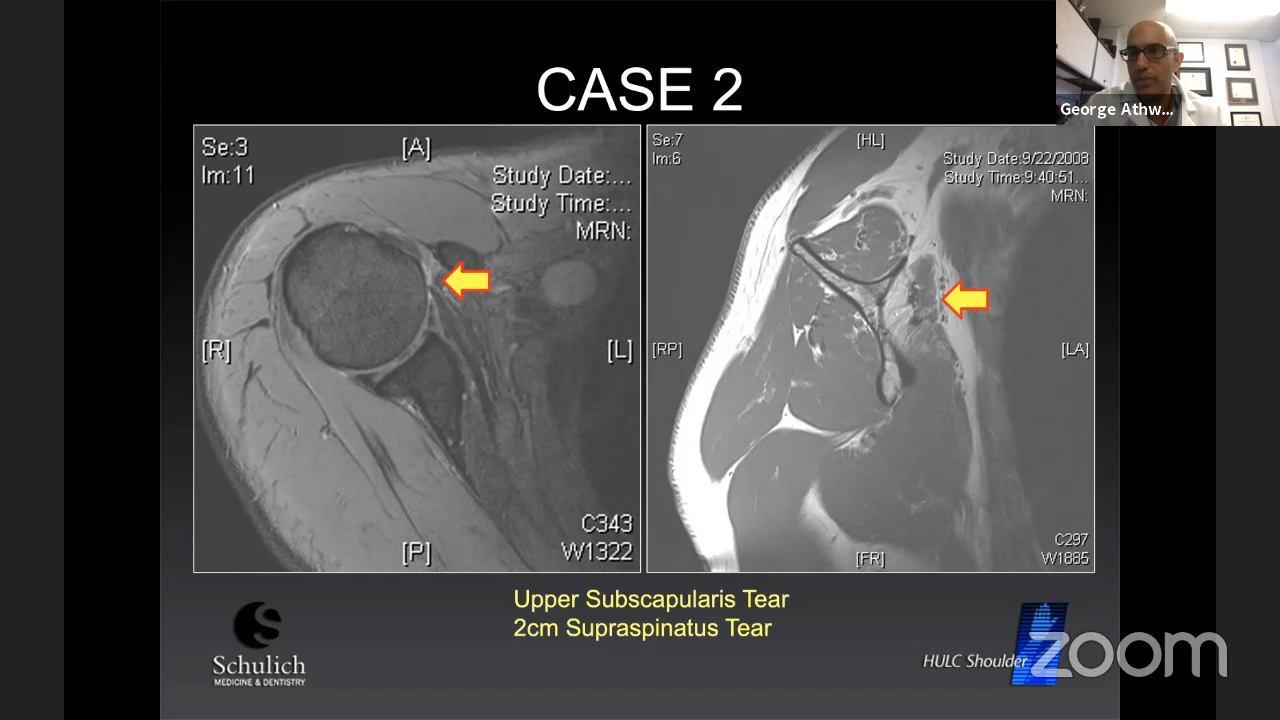 CASE 2
George Athw...
Se:3
Im:11
[A]
Study Date:...
Study Time:...
MRN:
[R]
[L]
[P]
C343
W1322
Se:7
Im:6
[HL]
Study Date:9/22/2008
Study Time:9:40:51...
MRN:
[RP]
[LA]
[FR]
C297
W1885
Upper Subscapularis Tear
2cm Supraspinatus Tear
Schulich
MEDICINE & DENTISTRY
HULC Shoulder
zoom